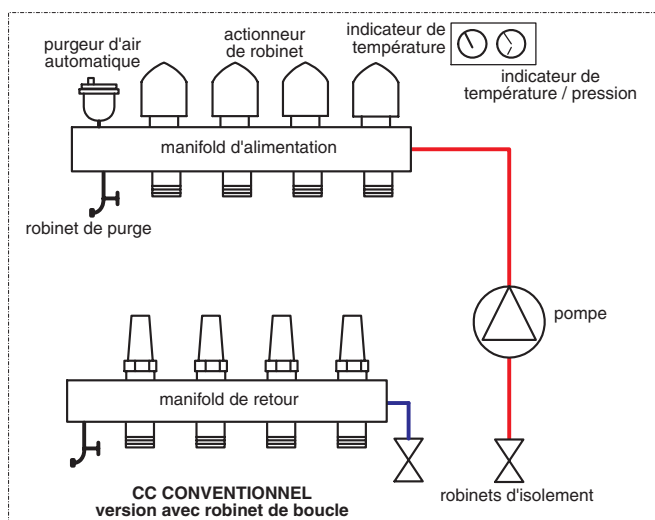 purgeur d'air
automatique
actionneur
de robinet
indicateur de
température
indicateur de
température / pression
manifold d'alimentation
robinet de purge
pompe
manifold de retour
robinets d'isolement
CC CONVENTIONNEL
version avec robinet de boucle